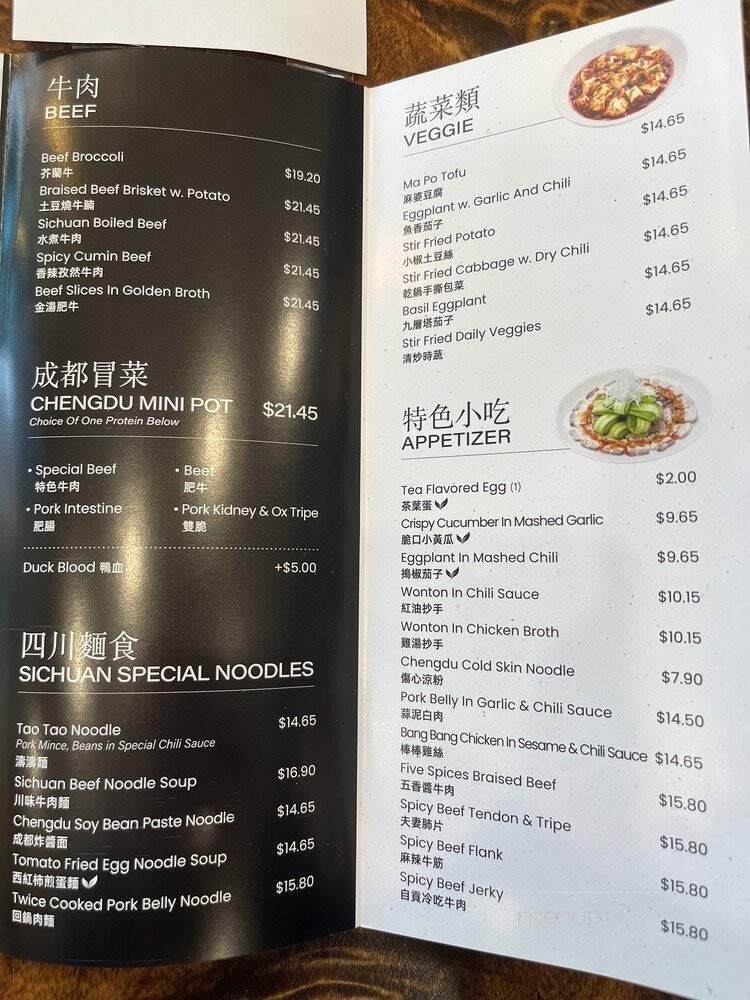 牛肉
BEEF
Beef Broccoli
芥蘭牛
$19.20
Braised Beef Brisket w. Potato
土豆燒牛腩
$21.45
Sichuan Boiled Beef
水煮牛肉
$21.45
Spicy Cumin Beef
香辣孜然牛肉
$21.45
Beef Slices In Golden Broth
金湯肥牛
$21.45
成都冒菜
CHENGDU MINI POT $21.45
Choice Of One Protein Below
• Special Beef
特色牛肉
• Beef
肥牛
• Pork Intestine
肥腸
• Pork Kidney & Ox Tripe
雙脆
Duck Blood 鴨血 +$5.00
四川麵食
SICHUAN SPECIAL NOODLES
Tao Tao Noodle $14.65
Pork Mince, Beans in Special Chili Sauce
濤濤麵
Sichuan Beef Noodle Soup $16.90
川味牛肉麵
Chengdu Soy Bean Paste Noodle $14.65
成都炸醬面
Tomato Fried Egg Noodle Soup $14.65
西紅柿煎蛋麵
Twice Cooked Pork Belly Noodle $15.80
回鍋肉麵
蔬菜類
VEGGIE
Ma Po Tofu $14.65
麻婆豆腐
Eggplant w. Garlic And Chili $14.65
魚香茄子
Stir Fried Potato $14.65
小椒土豆絲
Stir Fried Cabbage w. Dry Chili $14.65
乾鍋手撕包菜
Basil Eggplant $14.65
九層塔茄子
Stir Fried Daily Veggies $14.65
清炒時蔬
特色小吃
APPETIZER
Tea Flavored Egg (1) $2.00
茶葉蛋
Crispy Cucumber In Mashed Garlic $9.65
脆口小黃瓜
Eggplant In Mashed Chili $9.65
搗椒茄子
Wonton In Chili Sauce $10.15
紅油抄手
Wonton In Chicken Broth $10.15
雞湯抄手
Chengdu Cold Skin Noodle $7.90
傷心涼粉
Pork Belly In Garlic & Chili Sauce $14.50
蒜泥白肉
Bang Bang Chicken In Sesame & Chili Sauce $14.65
棒棒雞絲
Five Spices Braised Beef $15.80
五香醬牛肉
Spicy Beef Tendon & Tripe $15.80
夫妻肺片
Spicy Beef Flank $15.80
麻辣牛筋
Spicy Beef Jerky $15.80
自貢冷吃牛肉